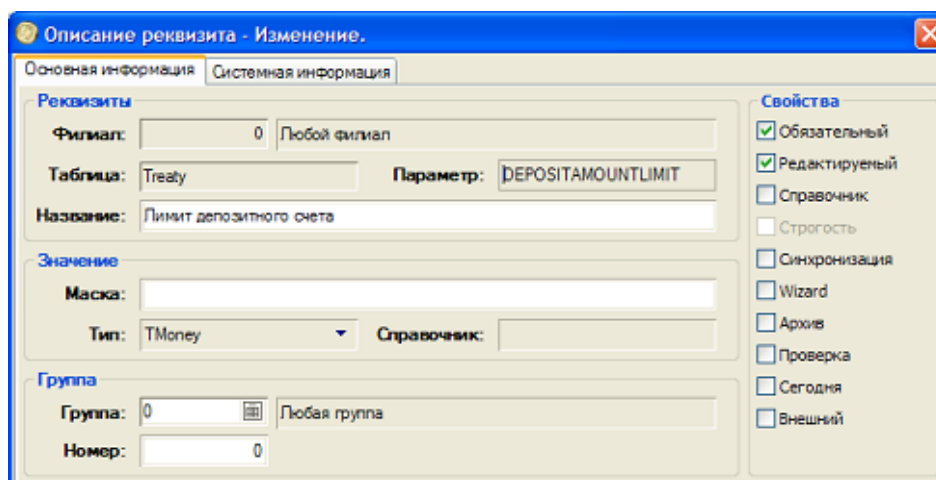 Описание реквизита - Изменение.
Основная информация Системная информация
Реквизиты
Филиал: 0 Любой филиал
Таблица: Treaty Параметр: DEPOSITAMOUNTLIMIT
Название: Лимит депозитного счета
Значение
Маска:
Тип: TMoney Справочник:
Группа
Группа: 0 Любая группа
Номер: 0
Свойства
Обязательный
Редактируемый
Справочник
Строгость
Синхронизация
Wizard
Архив
Проверка
Сегодня
Внешний